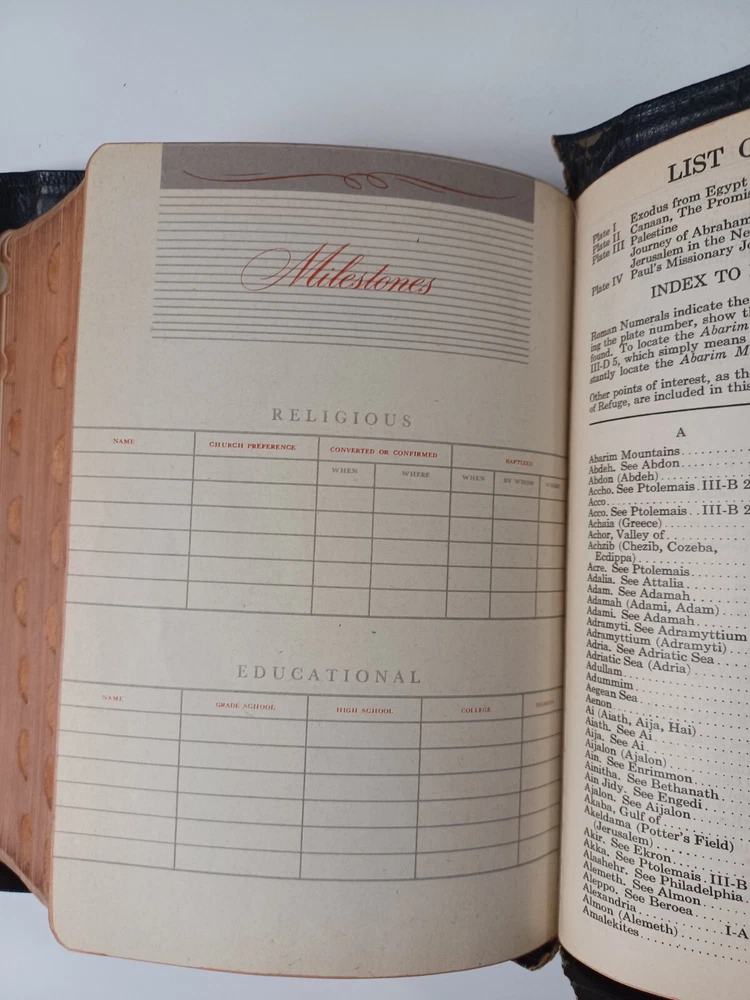 Milestones
RELIGIOUS
NAME CHURCH PREFERENCE CONVERTED OR CONFIRMED BAPTIZED
WHEN WHERE WHEN BY WHOM
EDUCATIONAL
NAME GRADE SCHOOL HIGH SCHOOL COLLEGE
LIST
Plate I Exodus from Egypt
Plate II Canaan, The
Plate III Palestine
Journey of Abraham
Jerusalem in the
Plate IV Paul's Missionary
INDEX TO
Roman Numerals indicate the
ing the plate number, show
found. To locate the Abarim
III-D 5, which simply means
stantly locate the Abarim
Other points of interest, as
of Refuge, are included in this
A
Abarim Mountains
Abdeh. See Abdon
Abdon (Abdeh)
Accho. See Ptolemais. III-B 2
Acco
Acco. See Ptolemais. . III-B 2
Achaia (Greece)
Achor, Valley of
Achzib (Chezib, Cozeba,
Ecdippa)
Acre. See Ptolemais
Adalia. See Attalia
Adam. See Adamah
Adamah (Adami, Adam)
Adami. See Adamah
Adramyti. See Adramyttium
Adramyttium (Adramyti)
Adria. See Adriatic Sea
Adriatic Sea (Adria)
Adullam
Adummim
Aegean Sea
Aenon
Ai (Aiath, Aija, Hai)
Aiath. See Ai
Aija. See Ai
Aijalon (Ajalon)
Ain. See Enrimmon
Ainitha. See Bethanath
Ain Jidy. See Engedi
Ajalon. See Aijalon
Akaba, Gulf of
Akeldama (Potter's Field)
(Jerusalem)
Akir. See Ekron
Akka. See Ptolemais. III-B
Alashehr. See Philadelphia
Alemeth. See Almon
Aleppo. See Beroea
Alexandria
Almon (Alemeth) I-A
Amalekites